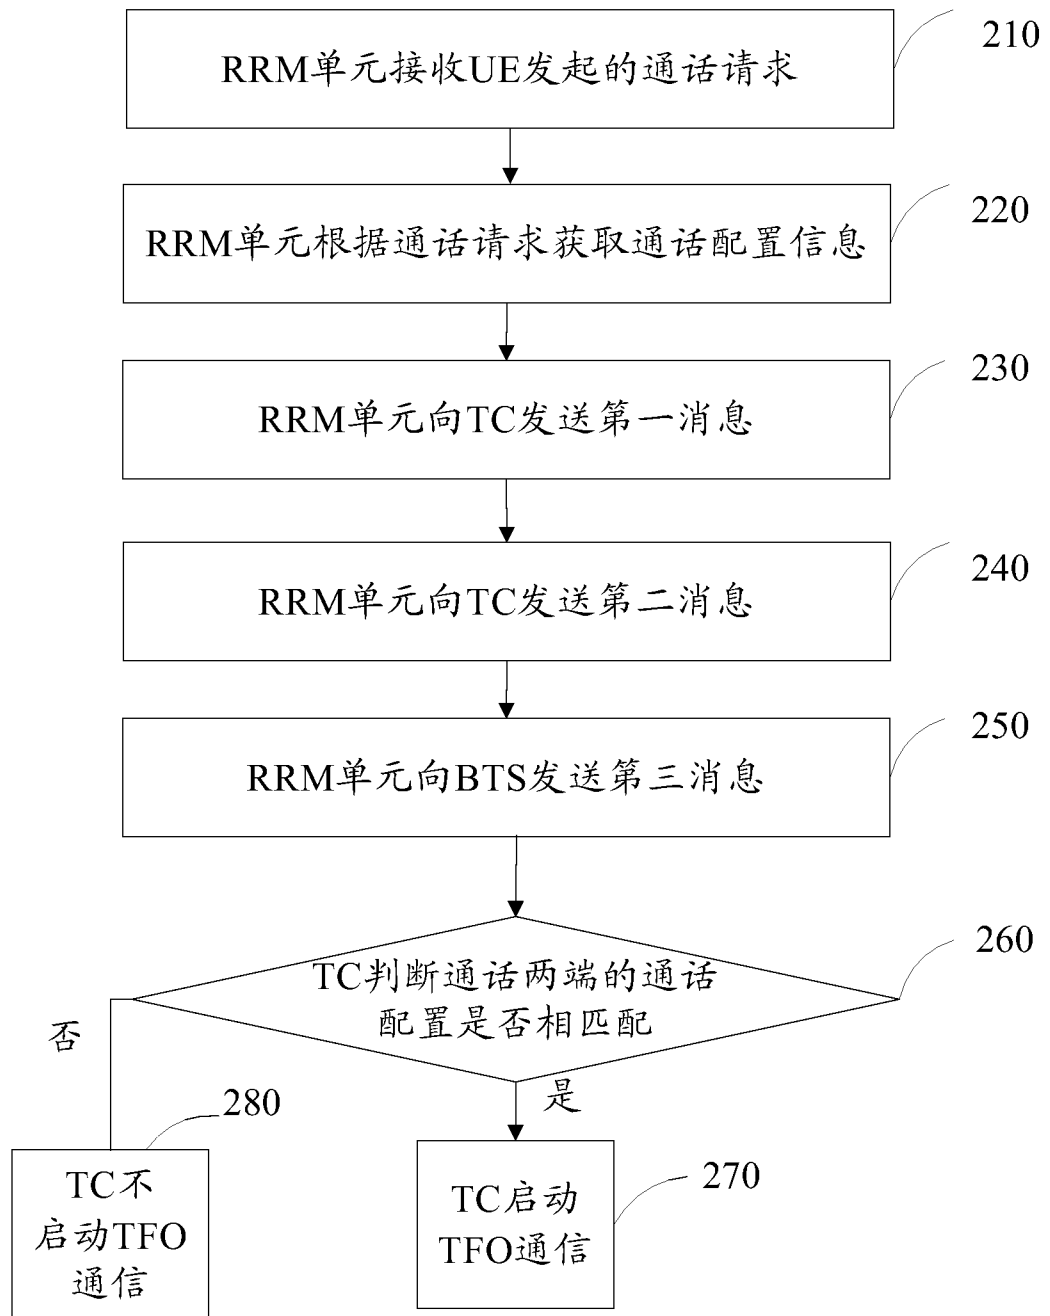 210
RRM单元接收UE发起的通话请求
220
RRM单元根据通话请求获取通话配置信息
230
RRM单元向TC发送第一消息
240
RRM单元向TC发送第二消息
250
RRM单元向BTS发送第三消息
260
TC判断通话两端的通话
配置是否相匹配
否
是
280
TC不
启动TFO
通信
270
TC启动
TFO通信